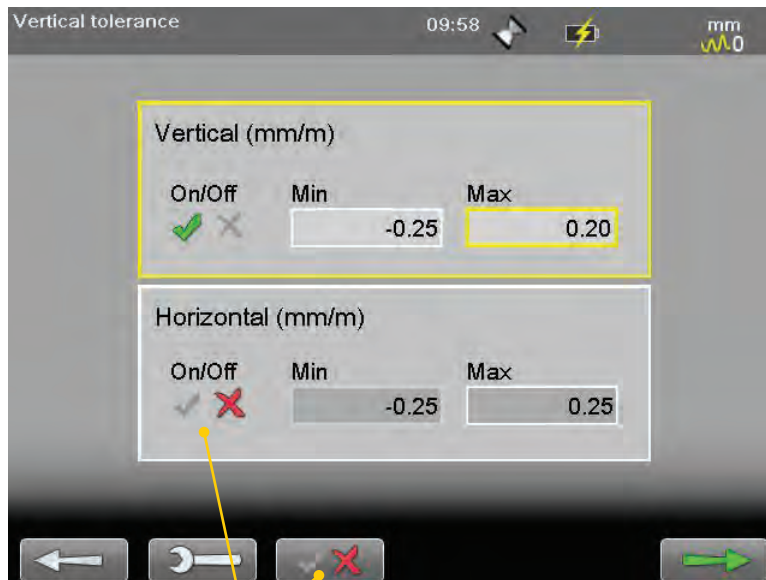 Vertical tolerance 09:58 mm
0
Vertical (mm/m)
On/Off Min Max
-0.25 0.20
Horizontal (mm/m)
On/Off Min Max
-0.25 0.25